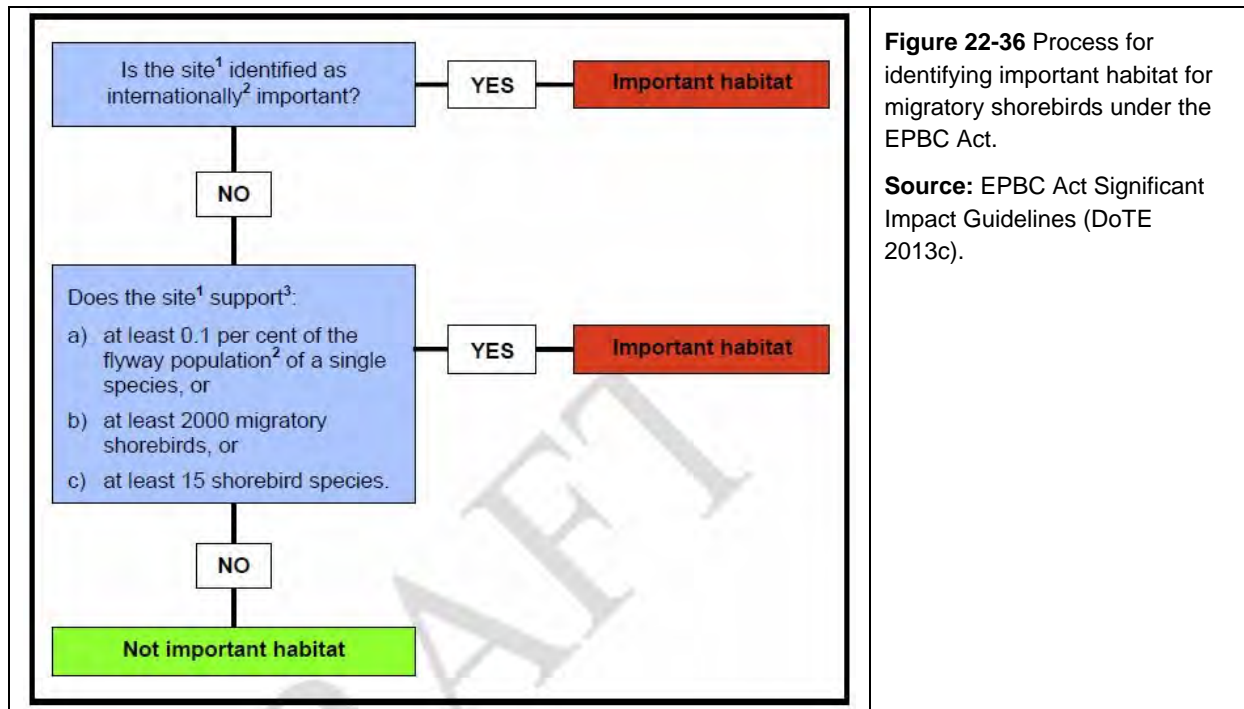 Is the site¹ identified as
internationally² important?
YES
Important habitat
NO
Does the site¹ support³:
a) at least 0.1 per cent of the
flyway population² of a single
species, or
b) at least 2000 migratory
shorebirds, or
c) at least 15 shorebird species.
YES
Important habitat
NO
Not important habitat
DRAFT
Figure 22-36 Process for
identifying important habitat for
migratory shorebirds under the
EPBC Act.
Source: EPBC Act Significant
Impact Guidelines (DoTE
2013c).